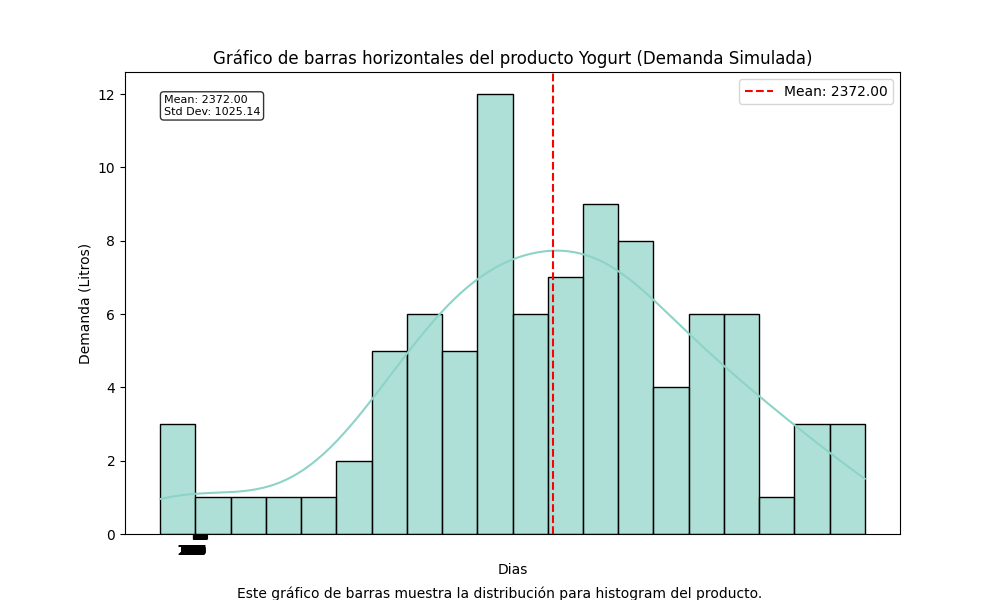 Gráfico de barras horizontales del producto Yogurt (Demanda Simulada)
Mean: 2372.00
Std Dev: 1025.14
Mean: 2372.00
12
10
8
6
4
2
0
Demanda (Litros)
Dias
Este gráfico de barras muestra la distribución para histogram del producto.